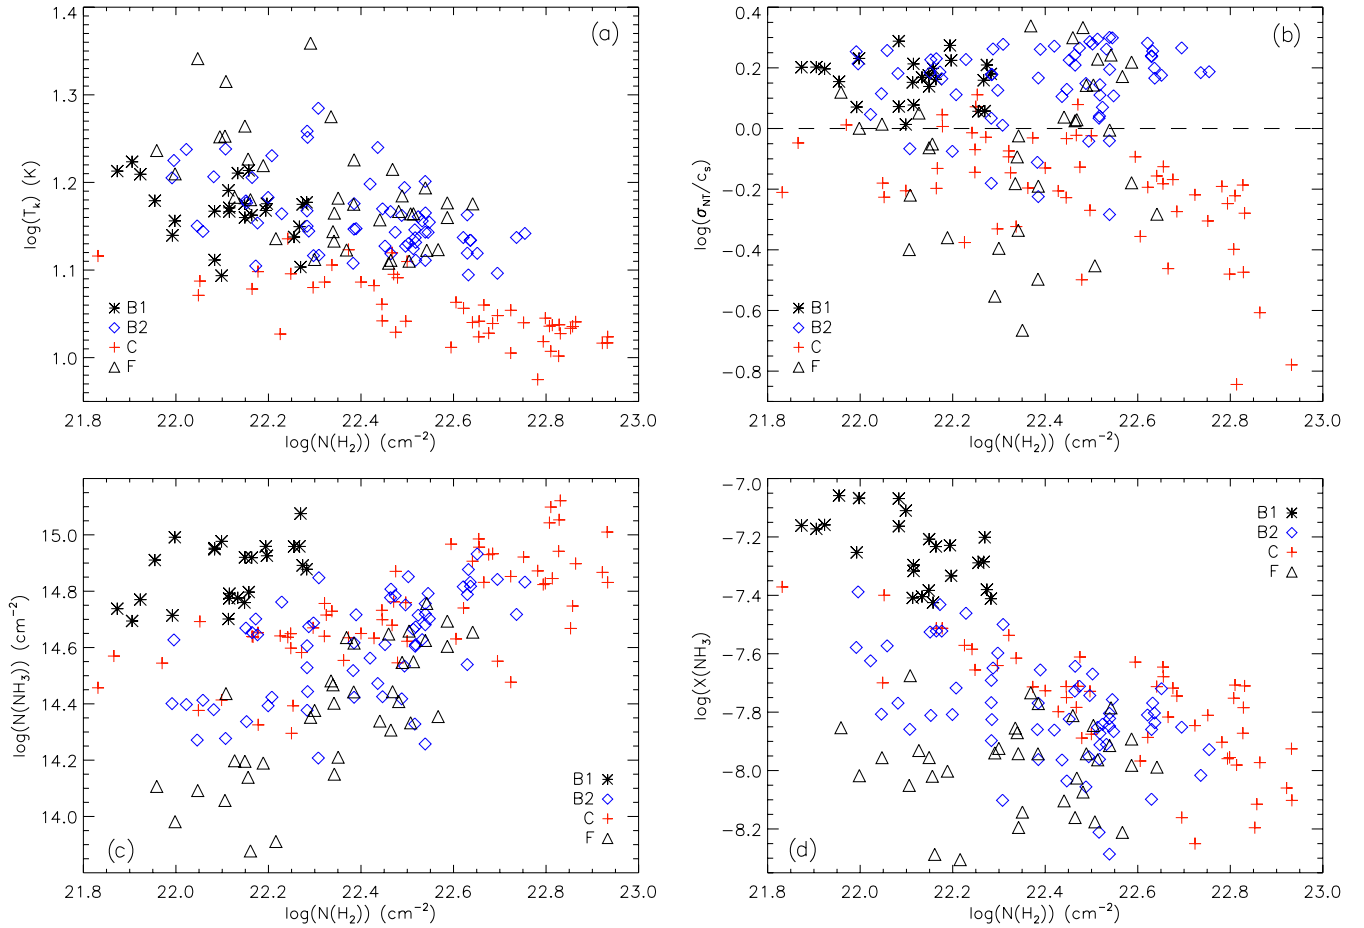 1.4
1.3
1.2
1.1
1.0
log(T_k) (K)
(a)
B1
B2
C
F
21.8 22.0 22.2 22.4 22.6 22.8 23.0
log(N(H₂)) (cm⁻²)
0.4
0.2
0.0
−0.2
−0.4
−0.6
−0.8
log(σ_NT/c_s)
(b)
B1
B2
C
F
21.8 22.0 22.2 22.4 22.6 22.8 23.0
log(N(H₂)) (cm⁻²)
15.0
14.8
14.6
14.4
14.2
14.0
log(N(NH₃)) (cm⁻²)
B1
B2
C
F
(c)
21.8 22.0 22.2 22.4 22.6 22.8 23.0
log(N(H₂)) (cm⁻²)
−7.0
−7.2
−7.4
−7.6
−7.8
−8.0
−8.2
log(X(NH₃))
B1
B2
C
F
(d)
21.8 22.0 22.2 22.4 22.6 22.8 23.0
log(N(H₂)) (cm⁻²)